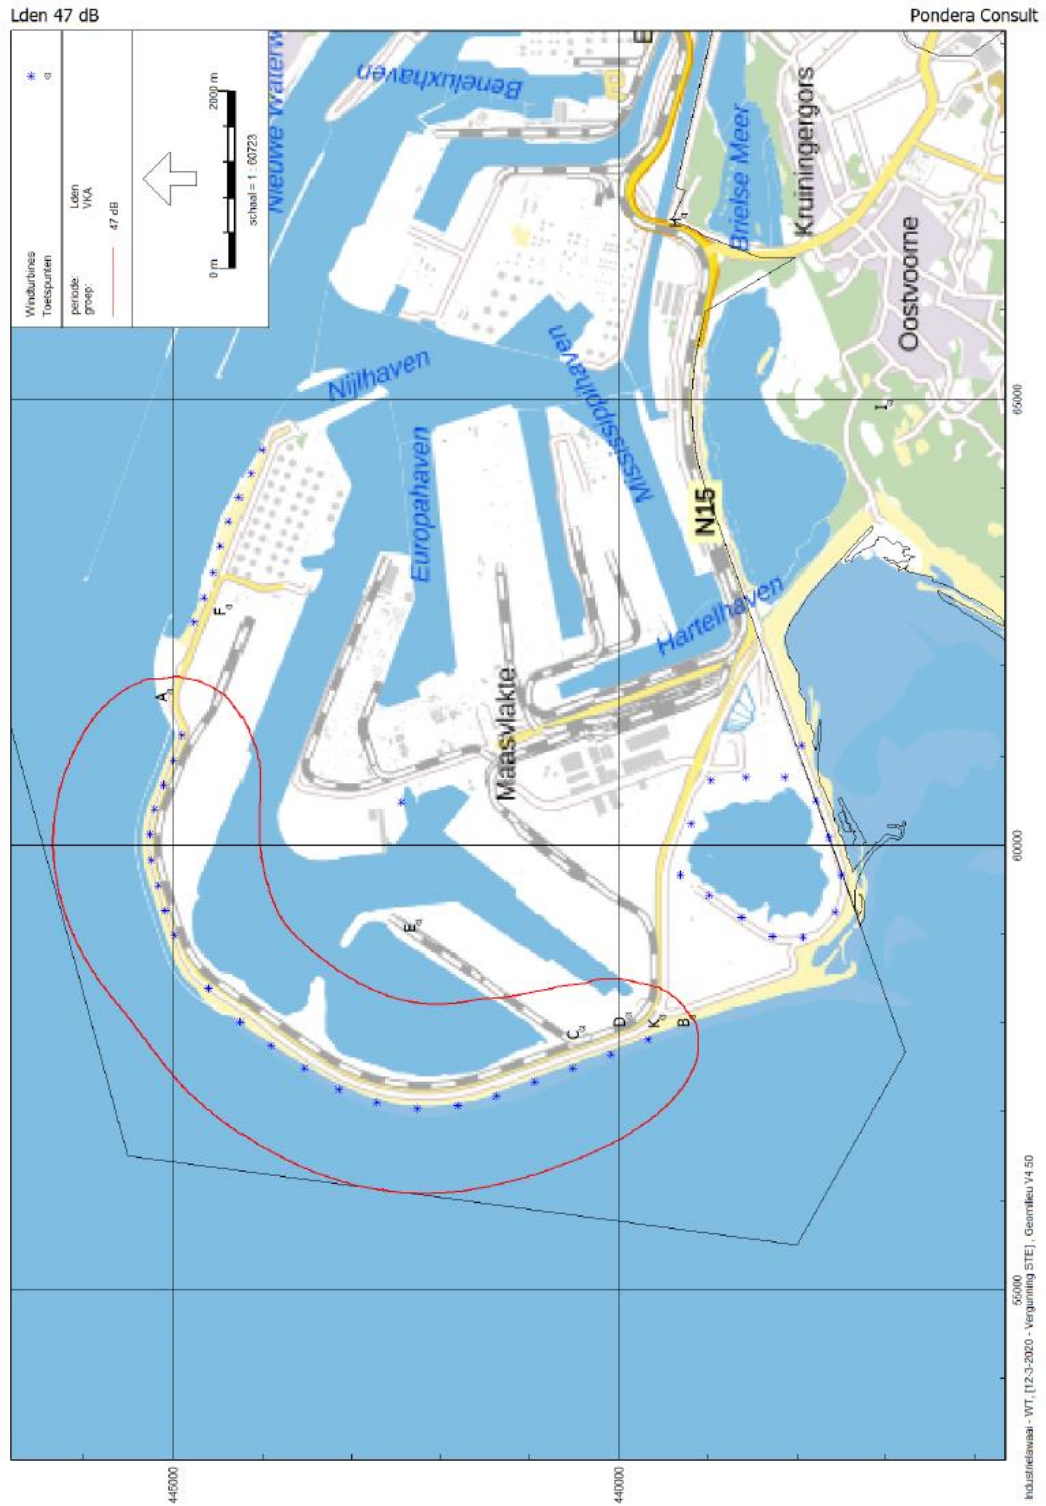 Lden 47 dB
Pondera Consult
Windturbines
Toetspunten
periode: Lden
groep: VKA
47 dB
0 m 2000 m
schaal = 1 : 60723
Nieuwe Waterw
Beneluxhaven
Brielse Meer
Kruiningergors
Oostvoorne
Nijlhaven
Mississippihaven
Europahaven
N15
Hartelhaven
Maasvlakte
A
F
E
C
D
K
B
H
I
65000
60000
55000
445000
440000
Industrielawaai - WT, [12-3-2020 - Vergunning STE] , Geomilieu V4.50